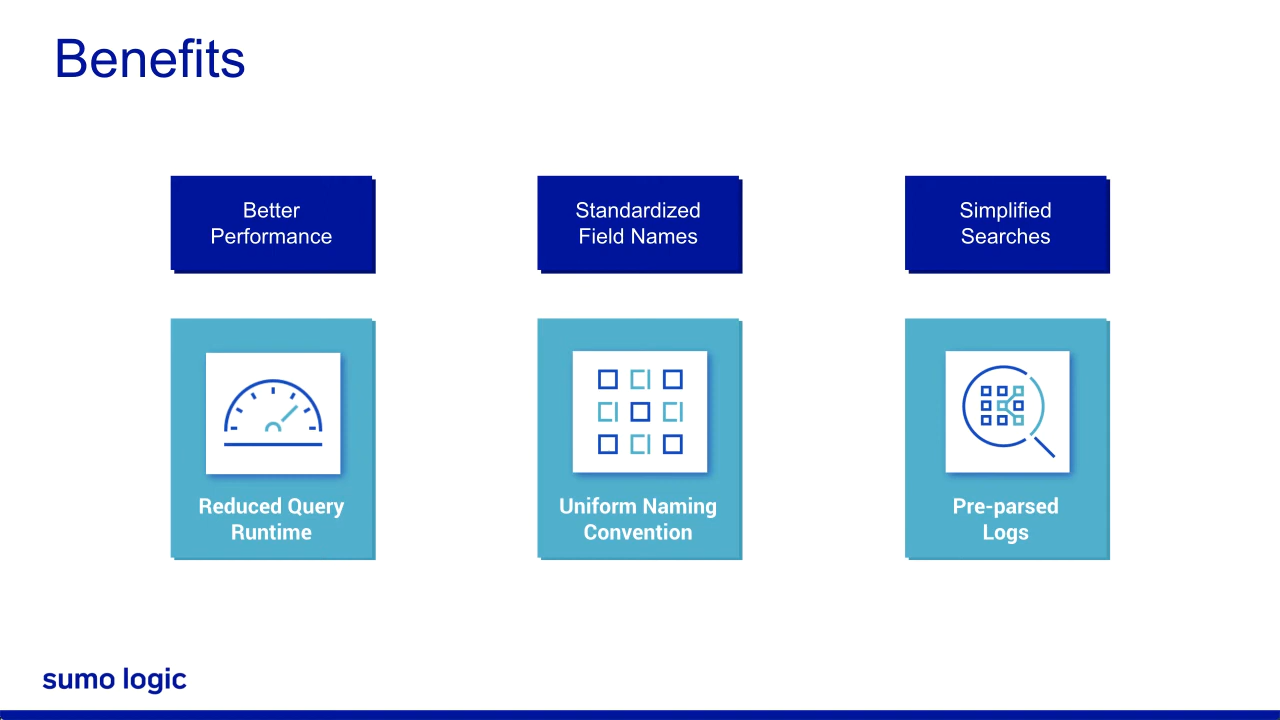 Benefits
Better
Performance
Standardized
Field Names
Simplified
Searches
Reduced Query
Runtime
Uniform Naming
Convention
Pre-parsed
Logs
sumo logic